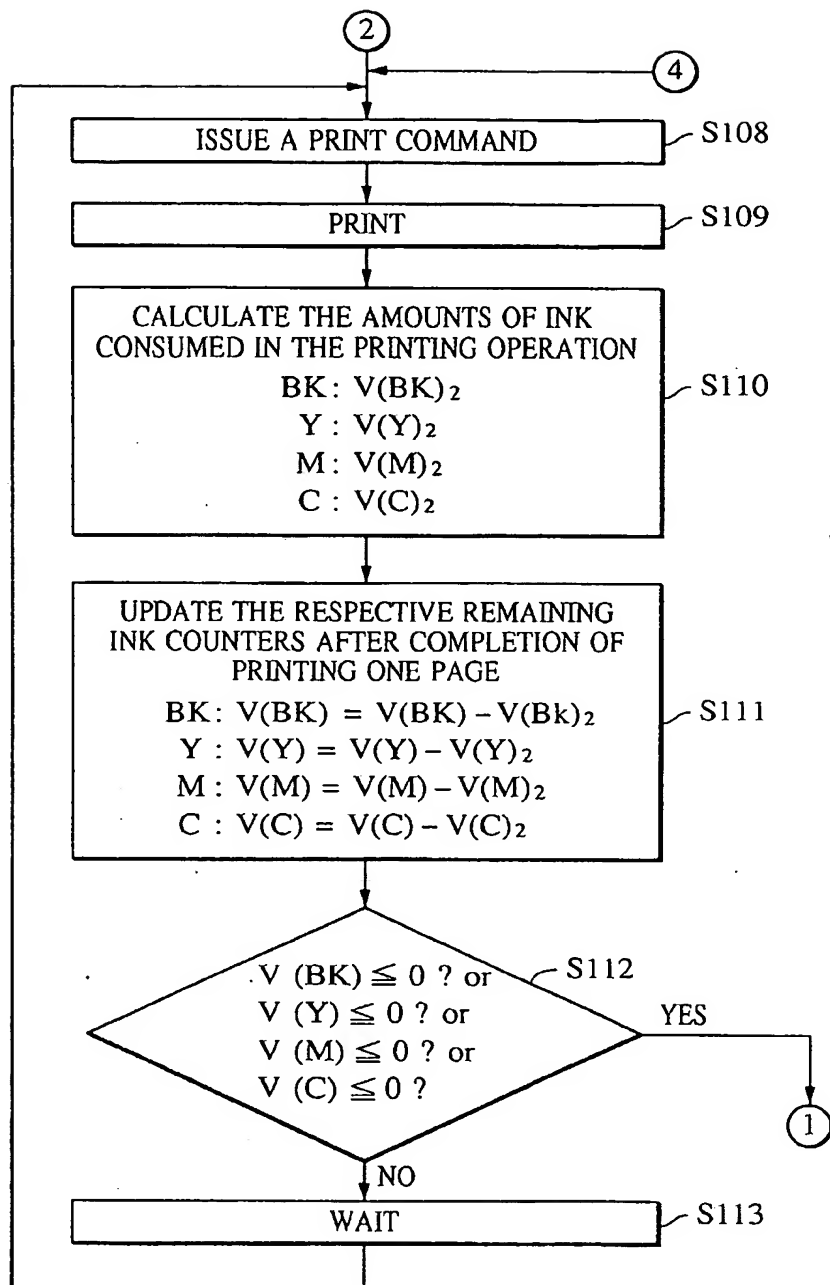 2
4
ISSUE A PRINT COMMAND
S108
PRINT
S109
CALCULATE THE AMOUNTS OF INK
CONSUMED IN THE PRINTING OPERATION
BK: V(BK)₂
Y: V(Y)₂
M: V(M)₂
C: V(C)₂
S110
UPDATE THE RESPECTIVE REMAINING
INK COUNTERS AFTER COMPLETION OF
PRINTING ONE PAGE
BK: V(BK) = V(BK) – V(Bk)₂
Y: V(Y) = V(Y) – V(Y)₂
M: V(M) = V(M) – V(M)₂
C: V(C) = V(C) – V(C)₂
S111
V (BK) ≦ 0 ? or
V (Y) ≦ 0 ? or
V (M) ≦ 0 ? or
V (C) ≦ 0 ?
S112
YES
1
NO
WAIT
S113